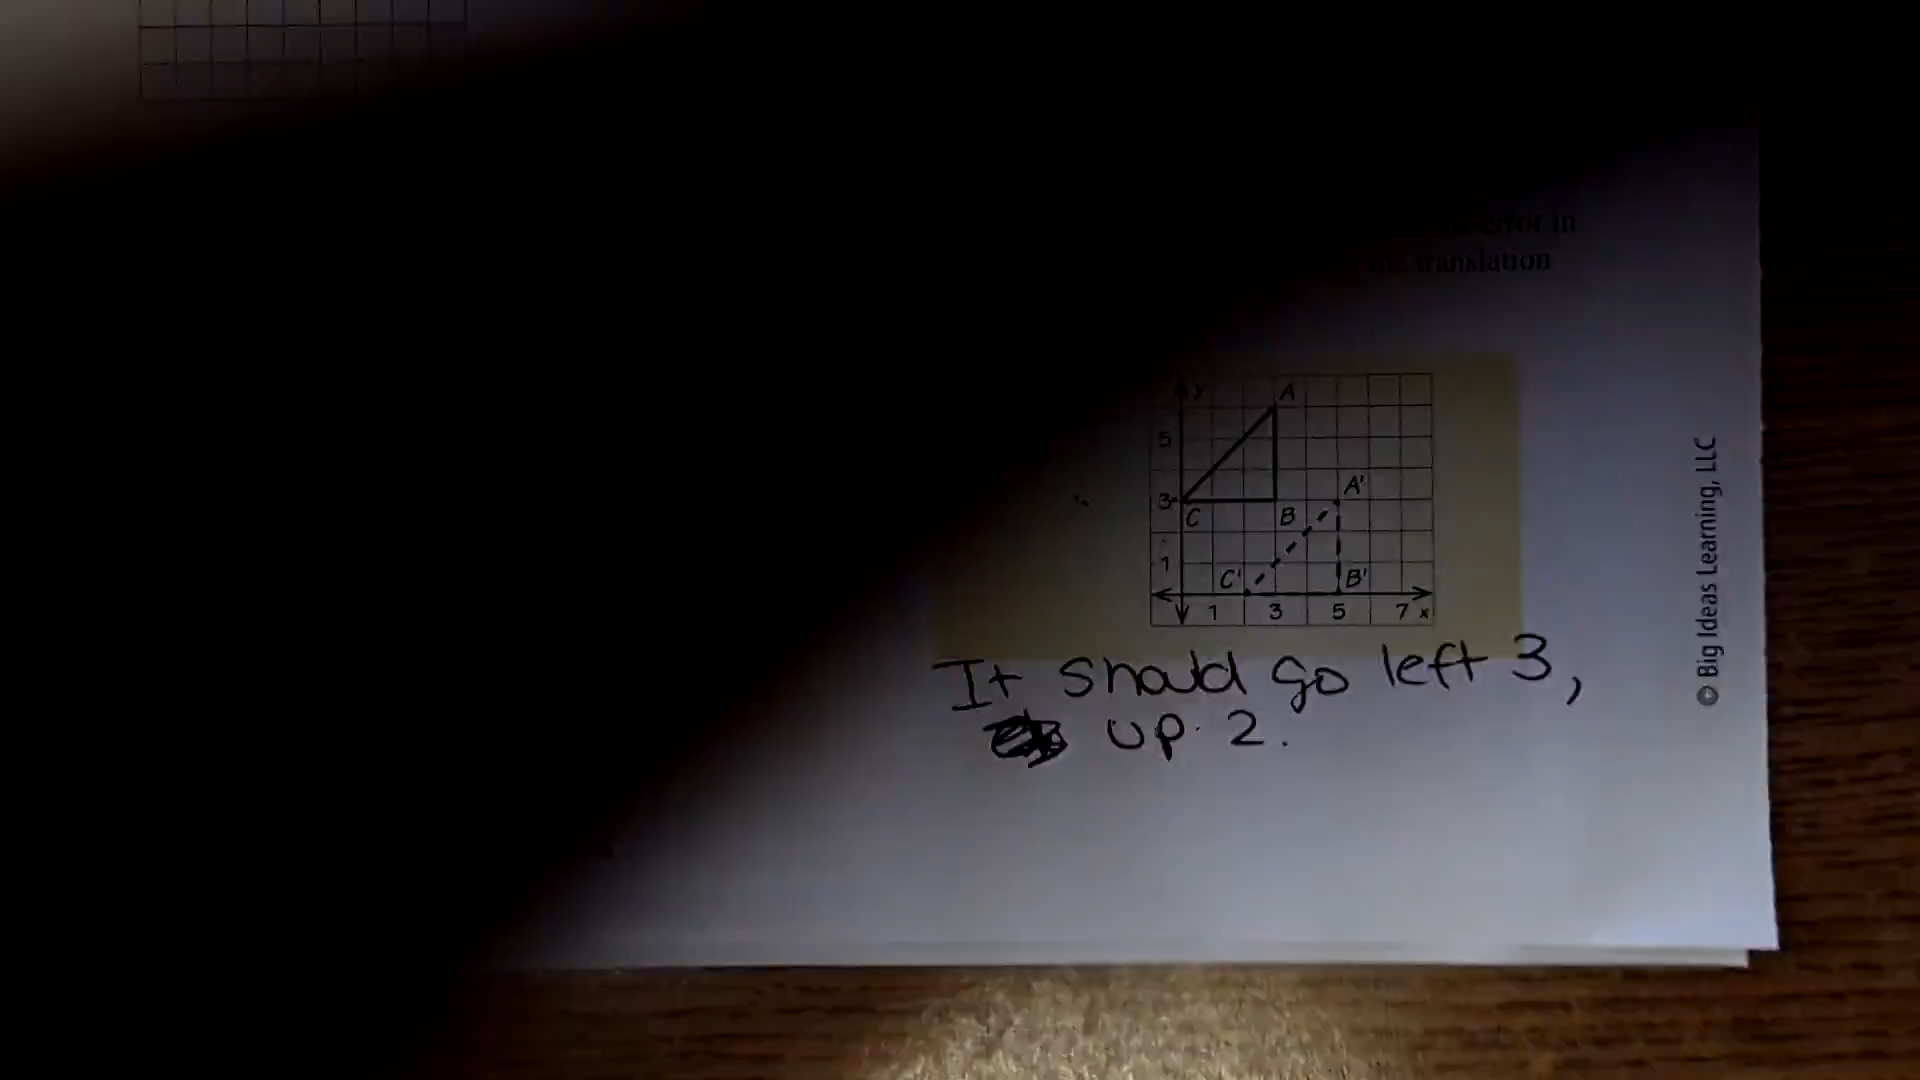 error in
the translation
y
A
5
A'
3
C
B
1
C'
B'
1 3 5 7 x
It should go left 3,
up 2.
© Big Ideas Learning, LLC